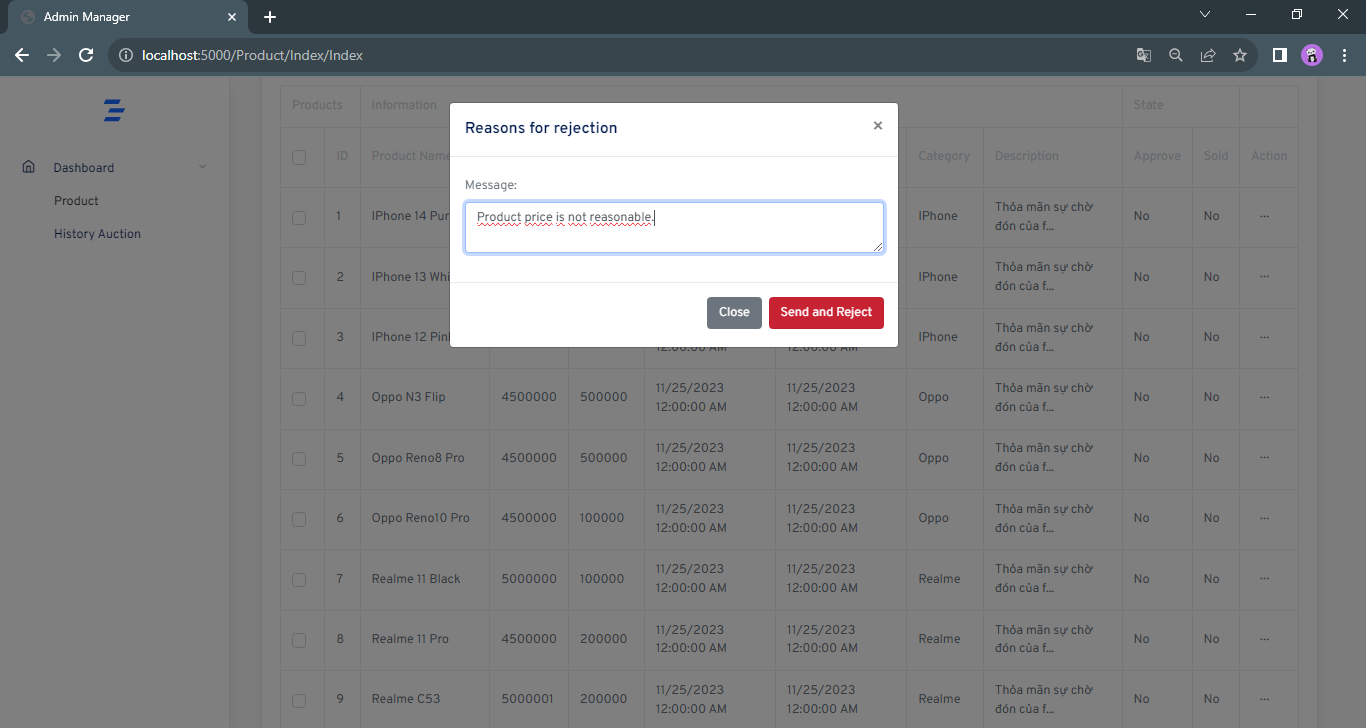 Admin Manager
localhost:5000/Product/Index/Index
Dashboard
Product
History Auction
Products Information State
ID Product Name Category Description Approve Sold Action
Reasons for rejection ×
Message:
Product price is not reasonable.
Close Send and Reject
1 IPhone 14 Pur IPhone Thỏa mãn sự chờ No No ...
đón của f...
2 IPhone 13 Whi IPhone Thỏa mãn sự chờ No No ...
đón của f...
3 IPhone 12 Pin IPhone Thỏa mãn sự chờ No No ...
12:00:00 AM 12:00:00 AM đón của f...
4 Oppo N3 Flip 4500000 500000 11/25/2023 11/25/2023 Oppo Thỏa mãn sự chờ No No ...
12:00:00 AM 12:00:00 AM đón của f...
5 Oppo Reno8 Pro 4500000 500000 11/25/2023 11/25/2023 Oppo Thỏa mãn sự chờ No No ...
12:00:00 AM 12:00:00 AM đón của f...
6 Oppo Reno10 Pro 4500000 100000 11/25/2023 11/25/2023 Oppo Thỏa mãn sự chờ No No ...
12:00:00 AM 12:00:00 AM đón của f...
7 Realme 11 Black 5000000 100000 11/25/2023 11/25/2023 Realme Thỏa mãn sự chờ No No ...
12:00:00 AM 12:00:00 AM đón của f...
8 Realme 11 Pro 4500000 200000 11/25/2023 11/25/2023 Realme Thỏa mãn sự chờ No No ...
12:00:00 AM 12:00:00 AM đón của f...
9 Realme C53 5000001 200000 11/25/2023 11/25/2023 Realme Thỏa mãn sự chờ No No ...
12:00:00 AM 12:00:00 AM đón của f...